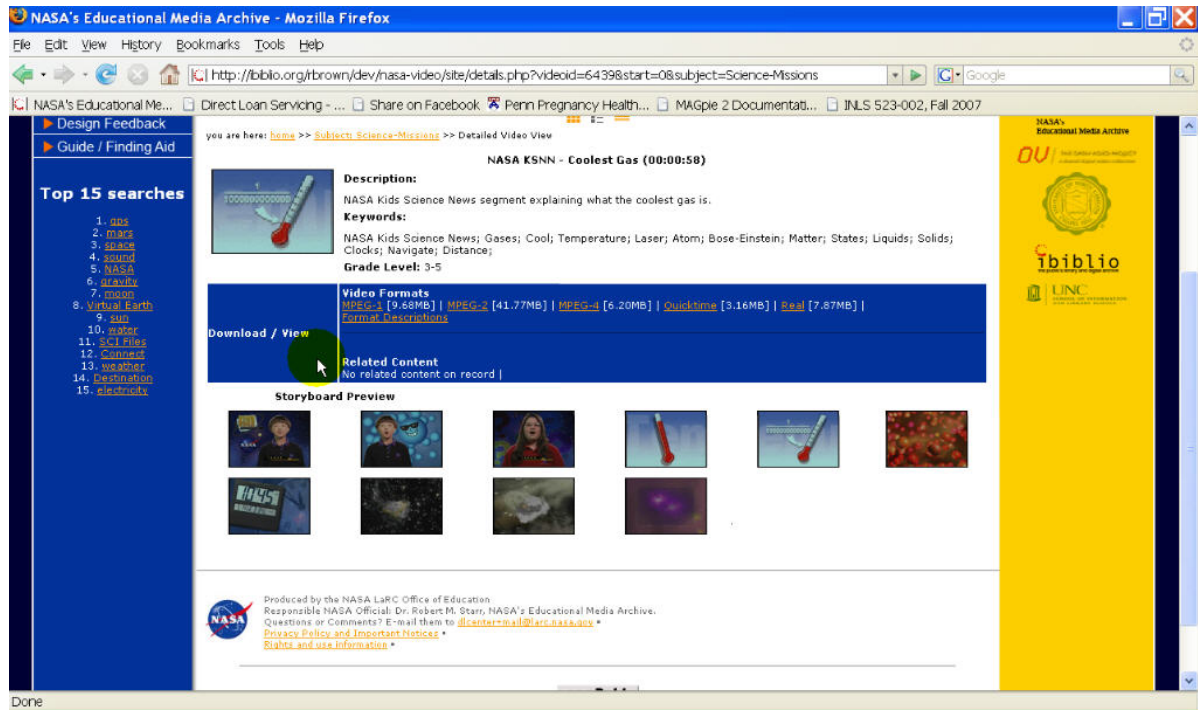 NASA's Educational Media Archive - Mozilla Firefox
File Edit View History Bookmarks Tools Help
http://ibiblio.org/rbrown/dev/nasa-video/site/details.php?videoid=6439&start=0&subject=Science-Missions
Google
NASA's Educational Me... Direct Loan Servicing - ... Share on Facebook Penn Pregnancy Health... MAGpie 2 Documentati... INLS 523-002, Fall 2007
Design Feedback
Guide / Finding Aid
Top 15 searches
1. gps
2. mars
3. space
4. sound
5. NASA
6. gravity
7. moon
8. Virtual Earth
9. sun
10. water
11. SCI Files
12. Connect
13. weather
14. Destination
15. electricity
you are here: home >> Subject: Science-Missions >> Detailed Video View
NASA KSNN - Coolest Gas (00:00:58)
Description:
NASA Kids Science News segment explaining what the coolest gas is.
Keywords:
NASA Kids Science News; Gases; Cool; Temperature; Laser; Atom; Bose-Einstein; Matter; States; Liquids; Solids;
Clocks; Navigate; Distance;
Grade Level: 3-5
Download / View
Video Formats
MPEG-1 [9.68MB] | MPEG-2 [41.77MB] | MPEG-4 [6.20MB] | Quicktime [3.16MB] | Real [7.87MB] |
Format Descriptions
Related Content
No related content on record |
Storyboard Preview
10:45
NASA
Produced by the NASA LaRC Office of Education
Responsible NASA Official: Dr. Robert M. Starr, NASA's Educational Media Archive.
Questions or Comments? E-mail them to dlcenter+mail@larc.nasa.gov •
Privacy Policy and Important Notices •
Rights and use information •
NASA's
Educational Media Archive
OV
ibiblio
UNC
Done